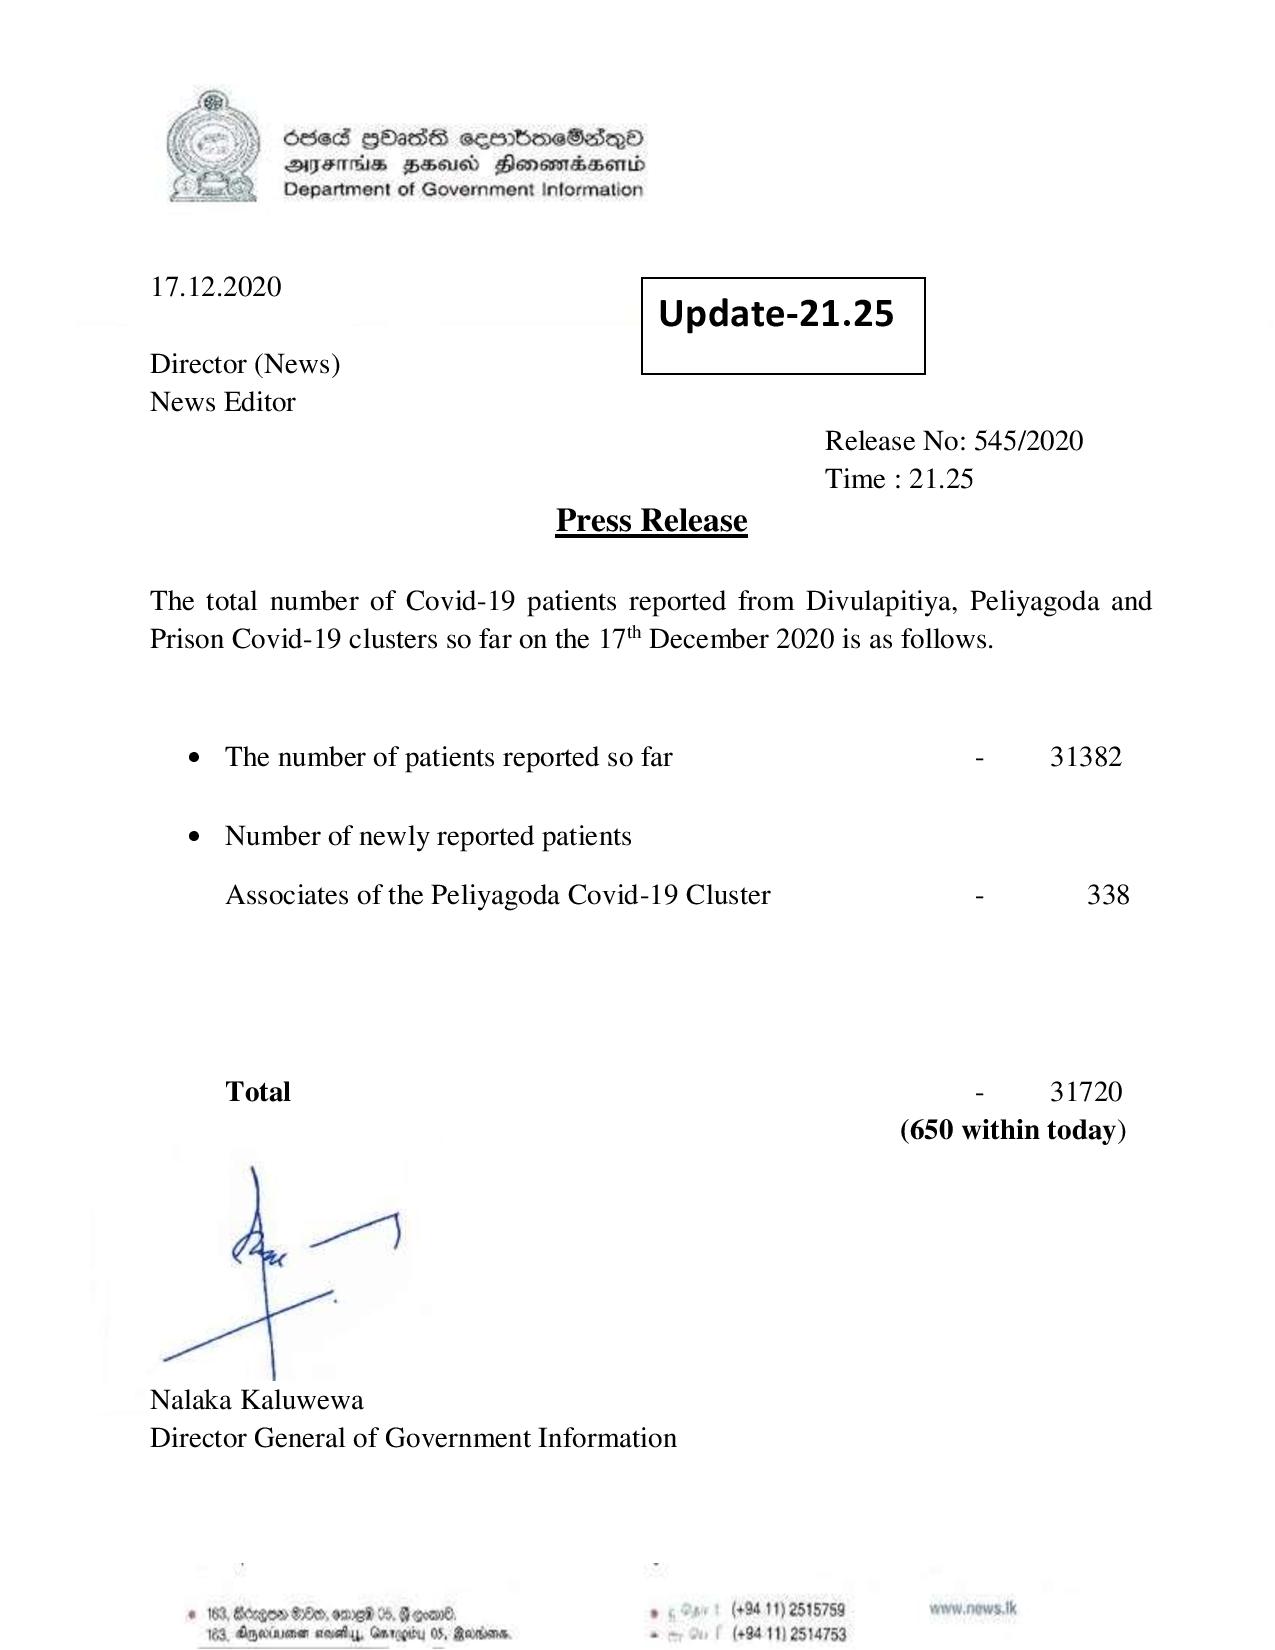 රජයේ ප්‍රවෘත්ති දෙපාර්තමේන්තුව
அரசாங்க தகவல் திணைக்களம்
Department of Government Information
17.12.2020
Update-21.25
Director (News)
News Editor
Release No: 545/2020
Time : 21.25
Press Release
The total number of Covid-19 patients reported from Divulapitiya, Peliyagoda and
Prison Covid-19 clusters so far on the 17th December 2020 is as follows.
• The number of patients reported so far - 31382
• Number of newly reported patients
Associates of the Peliyagoda Covid-19 Cluster - 338
Total - 31720
(650 within today)
Nalaka Kaluwewa
Director General of Government Information
163, කිරුලපන මාවත, කොළඹ 05, ශ්‍රී ලංකාව.
163, கிருலப்பனை எவனியூ, கொழும்பு 05, இலங்கை.
(+94 11) 2515759
(+94 11) 2514753
www.news.lk